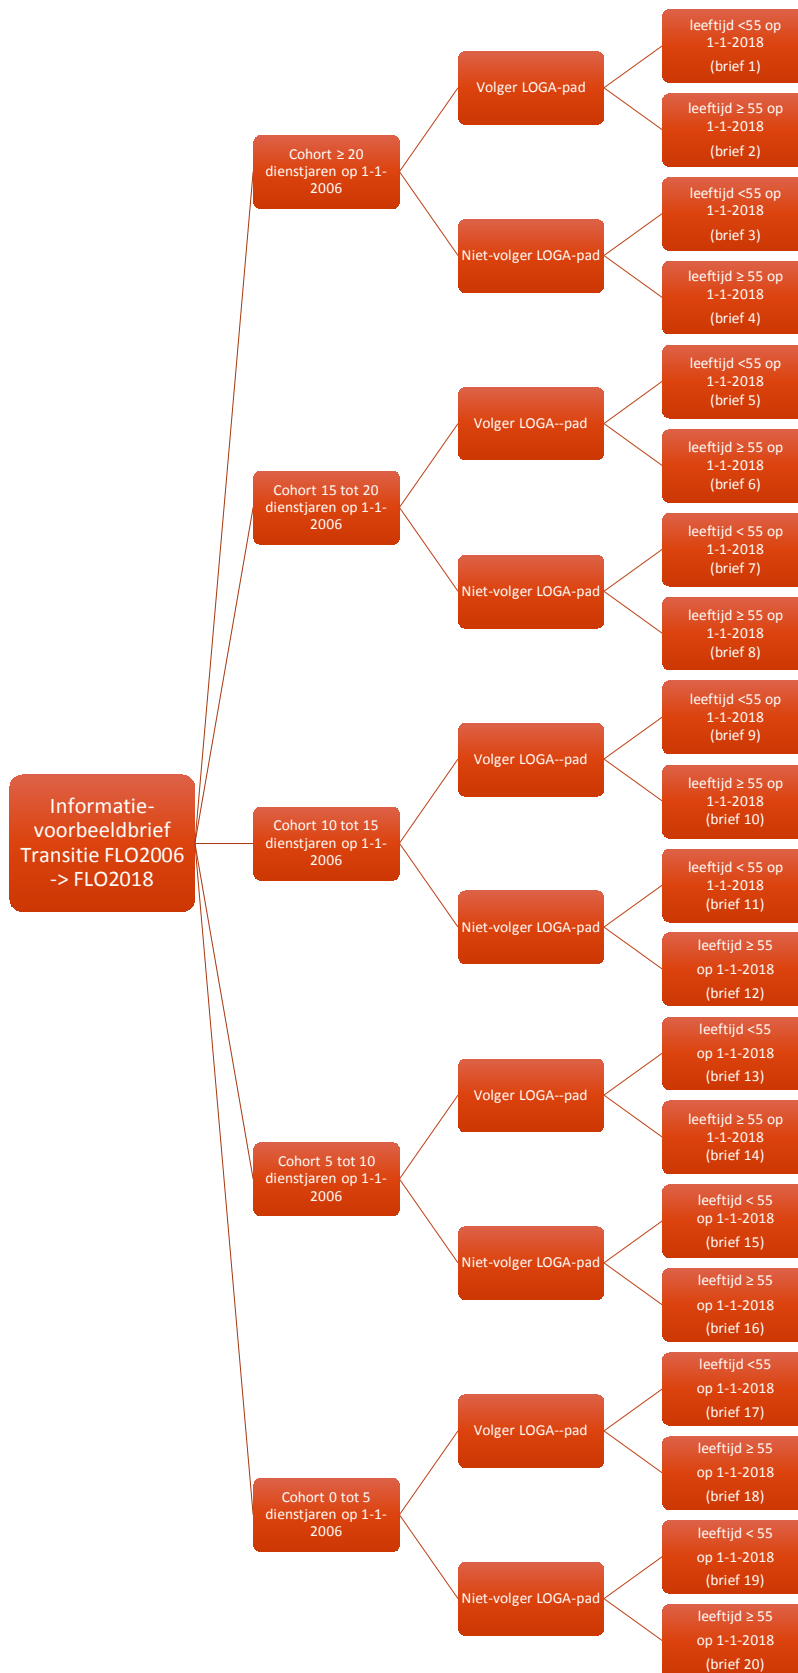 Informatie-
voorbeeldbrief
Transitie FLO2006
-> FLO2018
Cohort ≥ 20
dienstjaren op 1-1-
2006
Volger LOGA-pad
leeftijd <55 op
1-1-2018
(brief 1)
leeftijd ≥ 55 op
1-1-2018
(brief 2)
Niet-volger LOGA-pad
leeftijd <55 op
1-1-2018
(brief 3)
leeftijd ≥ 55 op
1-1-2018
(brief 4)
Cohort 15 tot 20
dienstjaren op 1-1-
2006
Volger LOGA--pad
leeftijd <55 op
1-1-2018
(brief 5)
leeftijd ≥ 55 op
1-1-2018
(brief 6)
Niet-volger LOGA-pad
leeftijd < 55 op
1-1-2018
(brief 7)
leeftijd ≥ 55 op
1-1-2018
(brief 8)
Cohort 10 tot 15
dienstjaren op 1-1-
2006
Volger LOGA--pad
leeftijd <55 op
1-1-2018
(brief 9)
leeftijd ≥ 55 op
1-1-2018
(brief 10)
Niet-volger LOGA-pad
leeftijd < 55 op
1-1-2018
(brief 11)
leeftijd ≥ 55
op 1-1-2018
(brief 12)
Cohort 5 tot 10
dienstjaren op 1-1-
2006
Volger LOGA--pad
leeftijd <55
op 1-1-2018
(brief 13)
leeftijd ≥ 55 op
1-1-2018
(brief 14)
Niet-volger LOGA-pad
leeftijd < 55
op 1-1-2018
(brief 15)
leeftijd ≥ 55
op 1-1-2018
(brief 16)
Cohort 0 tot 5
dienstjaren op 1-1-
2006
Volger LOGA--pad
leeftijd <55
op 1-1-2018
(brief 17)
leeftijd ≥ 55
op 1-1-2018
(brief 18)
Niet-volger LOGA-pad
leeftijd < 55
op 1-1-2018
(brief 19)
leeftijd ≥ 55
op 1-1-2018
(brief 20)